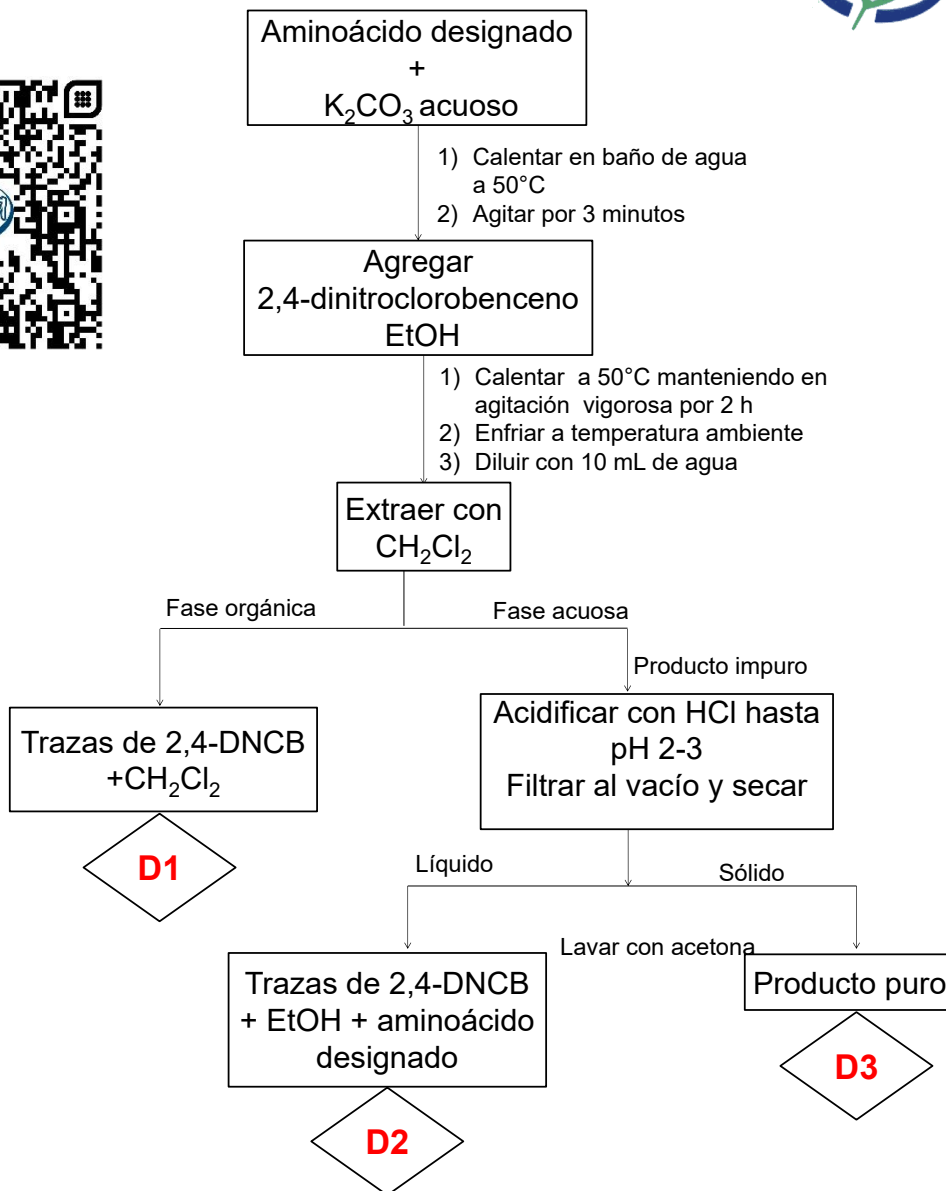 Aminoácido designado
+
K₂CO₃ acuoso
1) Calentar en baño de agua
a 50°C
2) Agitar por 3 minutos
Agregar
2,4-dinitroclorobenceno
EtOH
1) Calentar a 50°C manteniendo en
agitación vigorosa por 2 h
2) Enfriar a temperatura ambiente
3) Diluir con 10 mL de agua
Extraer con
CH₂Cl₂
Fase orgánica
Fase acuosa
Producto impuro
Trazas de 2,4-DNCB
+CH₂Cl₂
D1
Acidificar con HCl hasta
pH 2-3
Filtrar al vacío y secar
Líquido
Sólido
Lavar con acetona
Trazas de 2,4-DNCB
+ EtOH + aminoácido
designado
D2
Producto puro
D3